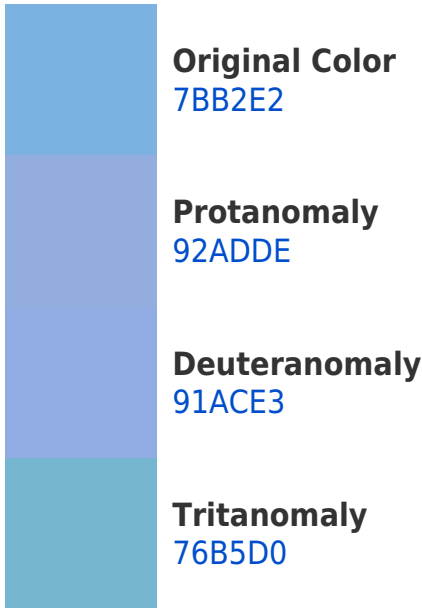 Original Color
7BB2E2
Protanomaly
92ADDE
Deuteranomaly
91ACE3
Tritanomaly
76B5D0